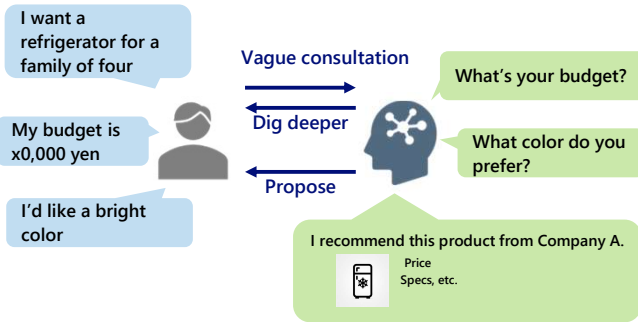 I want a
refrigerator for a
family of four
Vague consultation
What's your budget?
My budget is
x0,000 yen
Dig deeper
What color do you
prefer?
Propose
I'd like a bright
color
I recommend this product from Company A.
Price
Specs, etc.